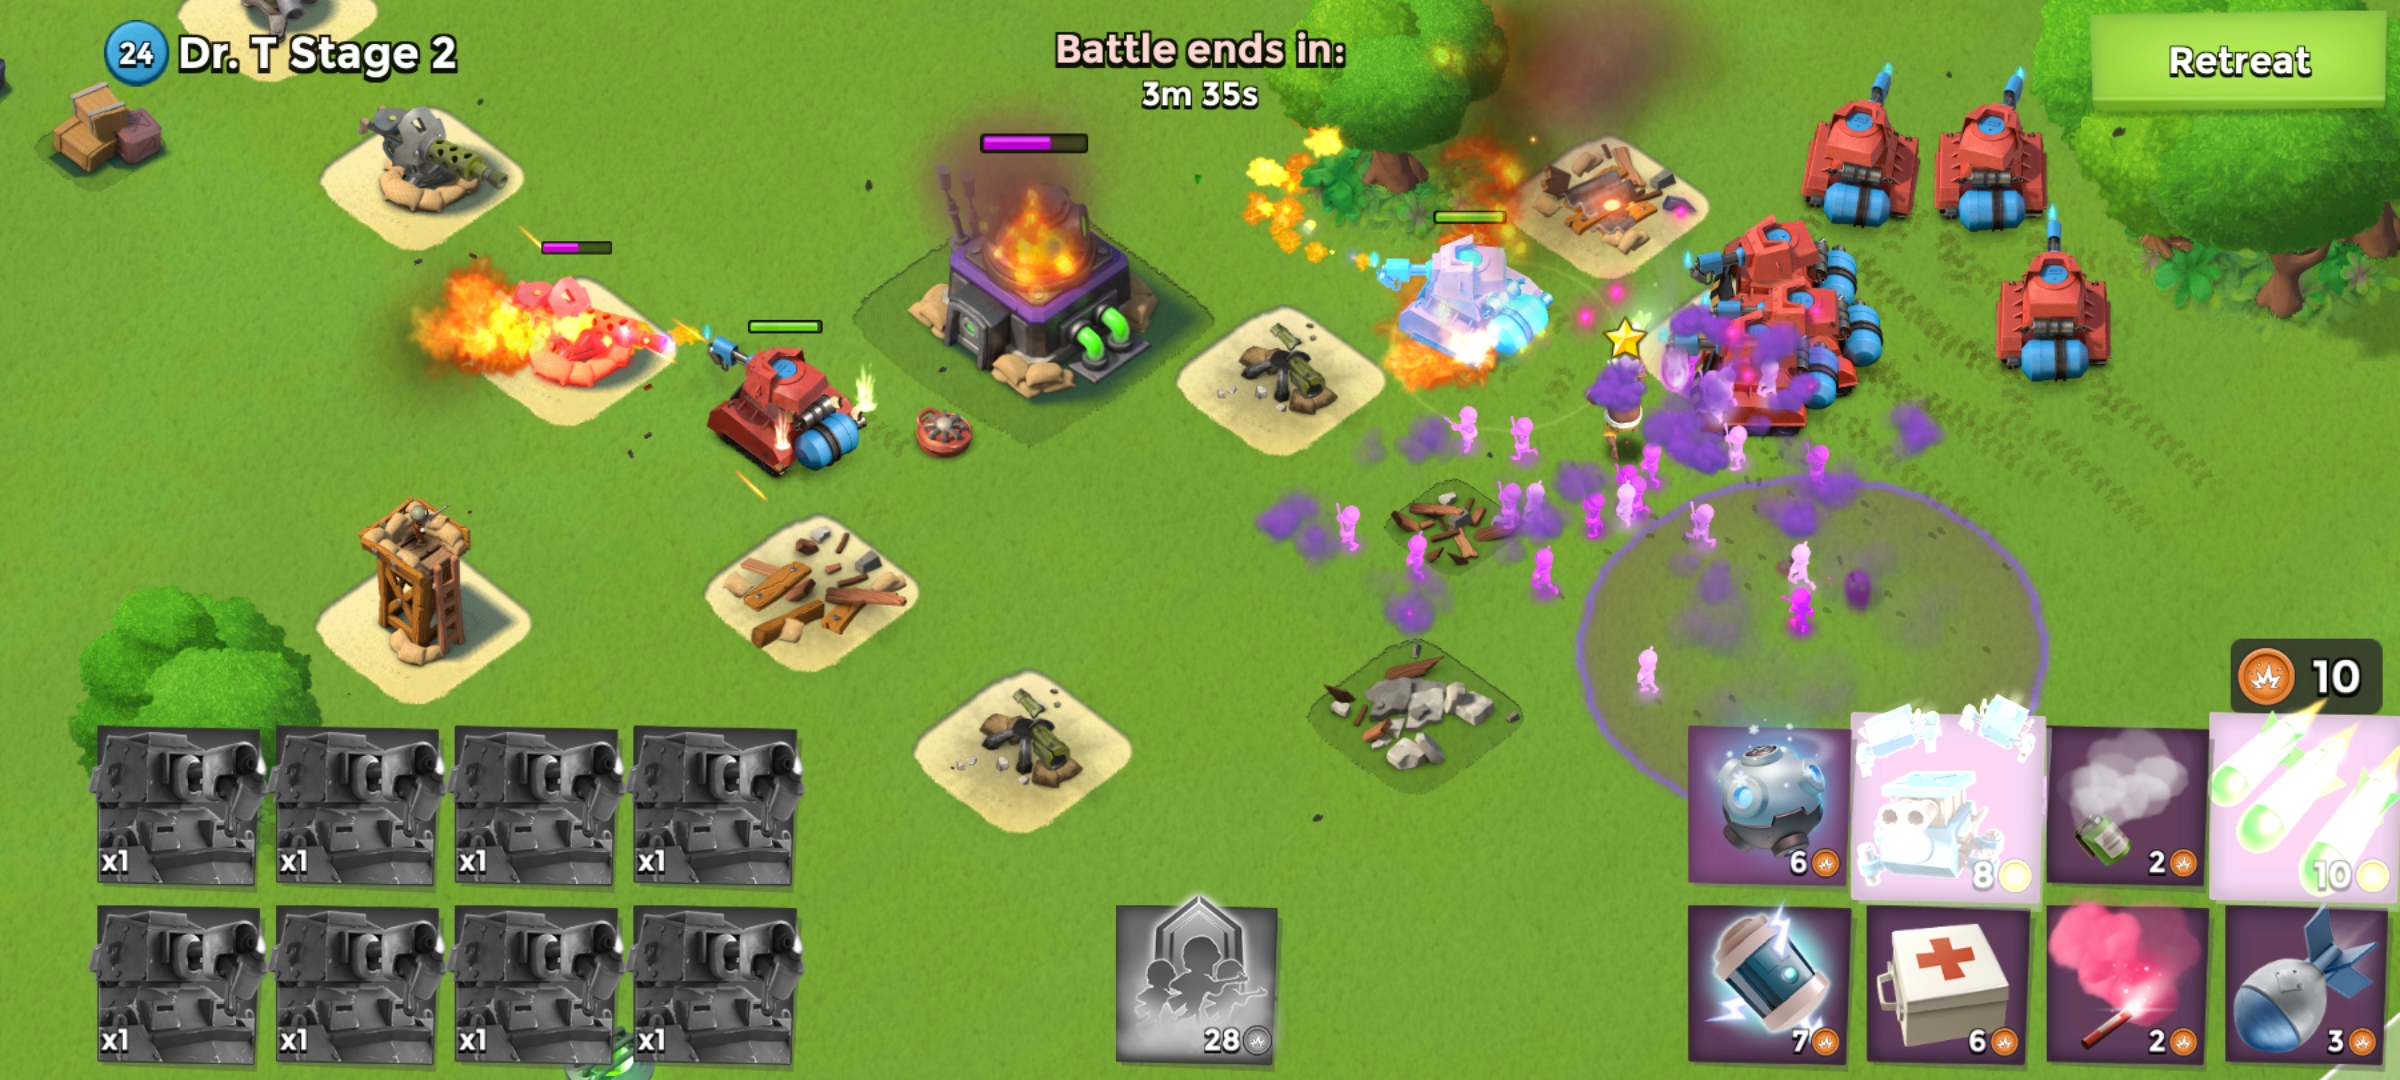 24 Dr. T Stage 2
Battle ends in:
3m 35s
Retreat
10
x1 x1 x1 x1
6 8 2 10
x1 x1 x1 x1
28
7 6 2 3